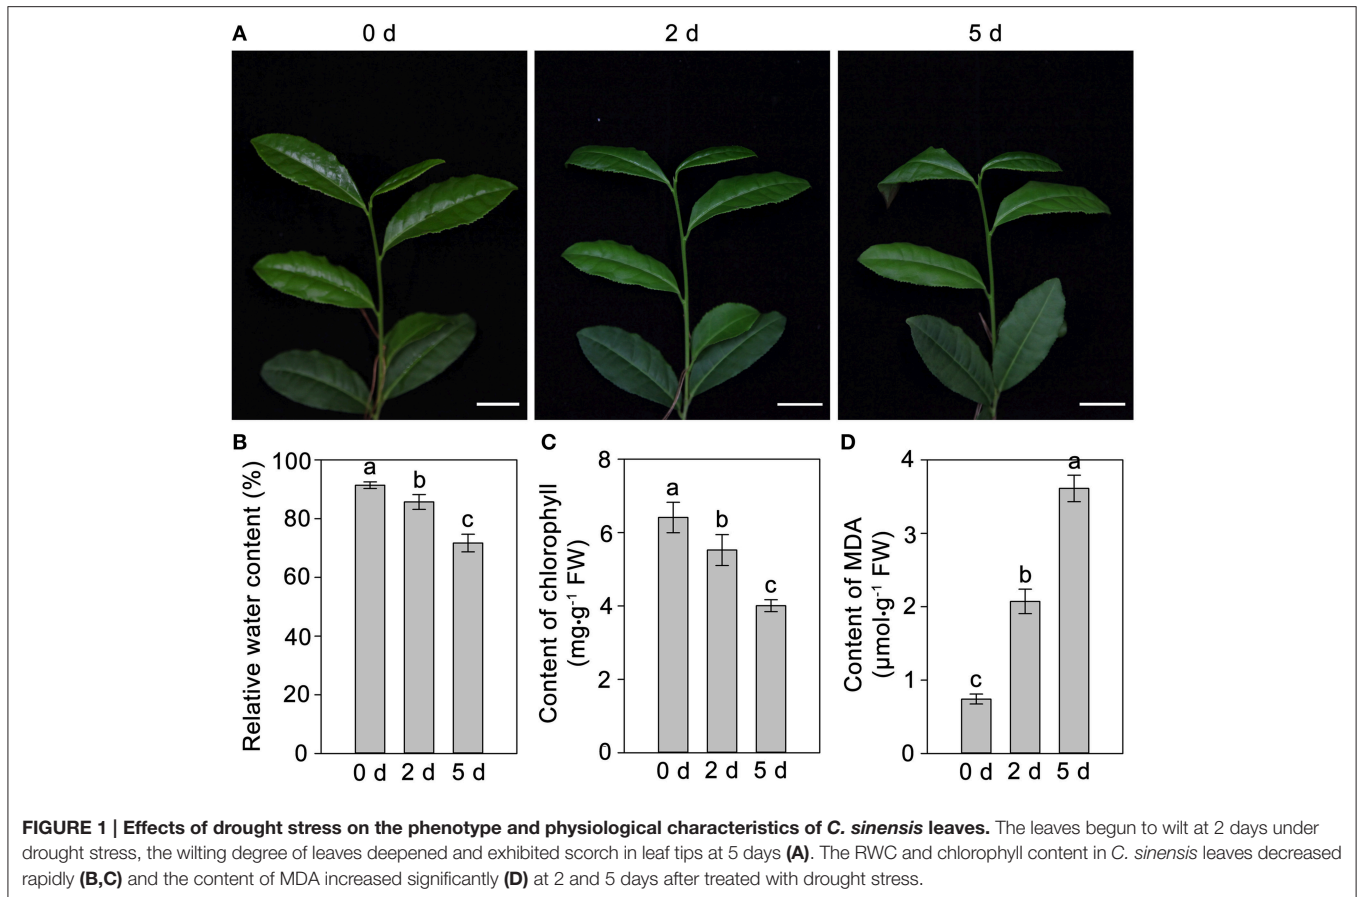 A
0 d
2 d
5 d
B
Relative water content (%)
100
80
60
40
20
0
a
b
c
0 d 2 d 5 d
C
Content of chlorophyll
(mg·g⁻¹ FW)
8
6
4
2
0
a
b
c
0 d 2 d 5 d
D
Content of MDA
(µmol·g⁻¹ FW)
4
3
2
1
0
c
b
a
0 d 2 d 5 d
FIGURE 1 | Effects of drought stress on the phenotype and physiological characteristics of C. sinensis leaves. The leaves begun to wilt at 2 days under
drought stress, the wilting degree of leaves deepened and exhibited scorch in leaf tips at 5 days (A). The RWC and chlorophyll content in C. sinensis leaves decreased
rapidly (B,C) and the content of MDA increased significantly (D) at 2 and 5 days after treated with drought stress.